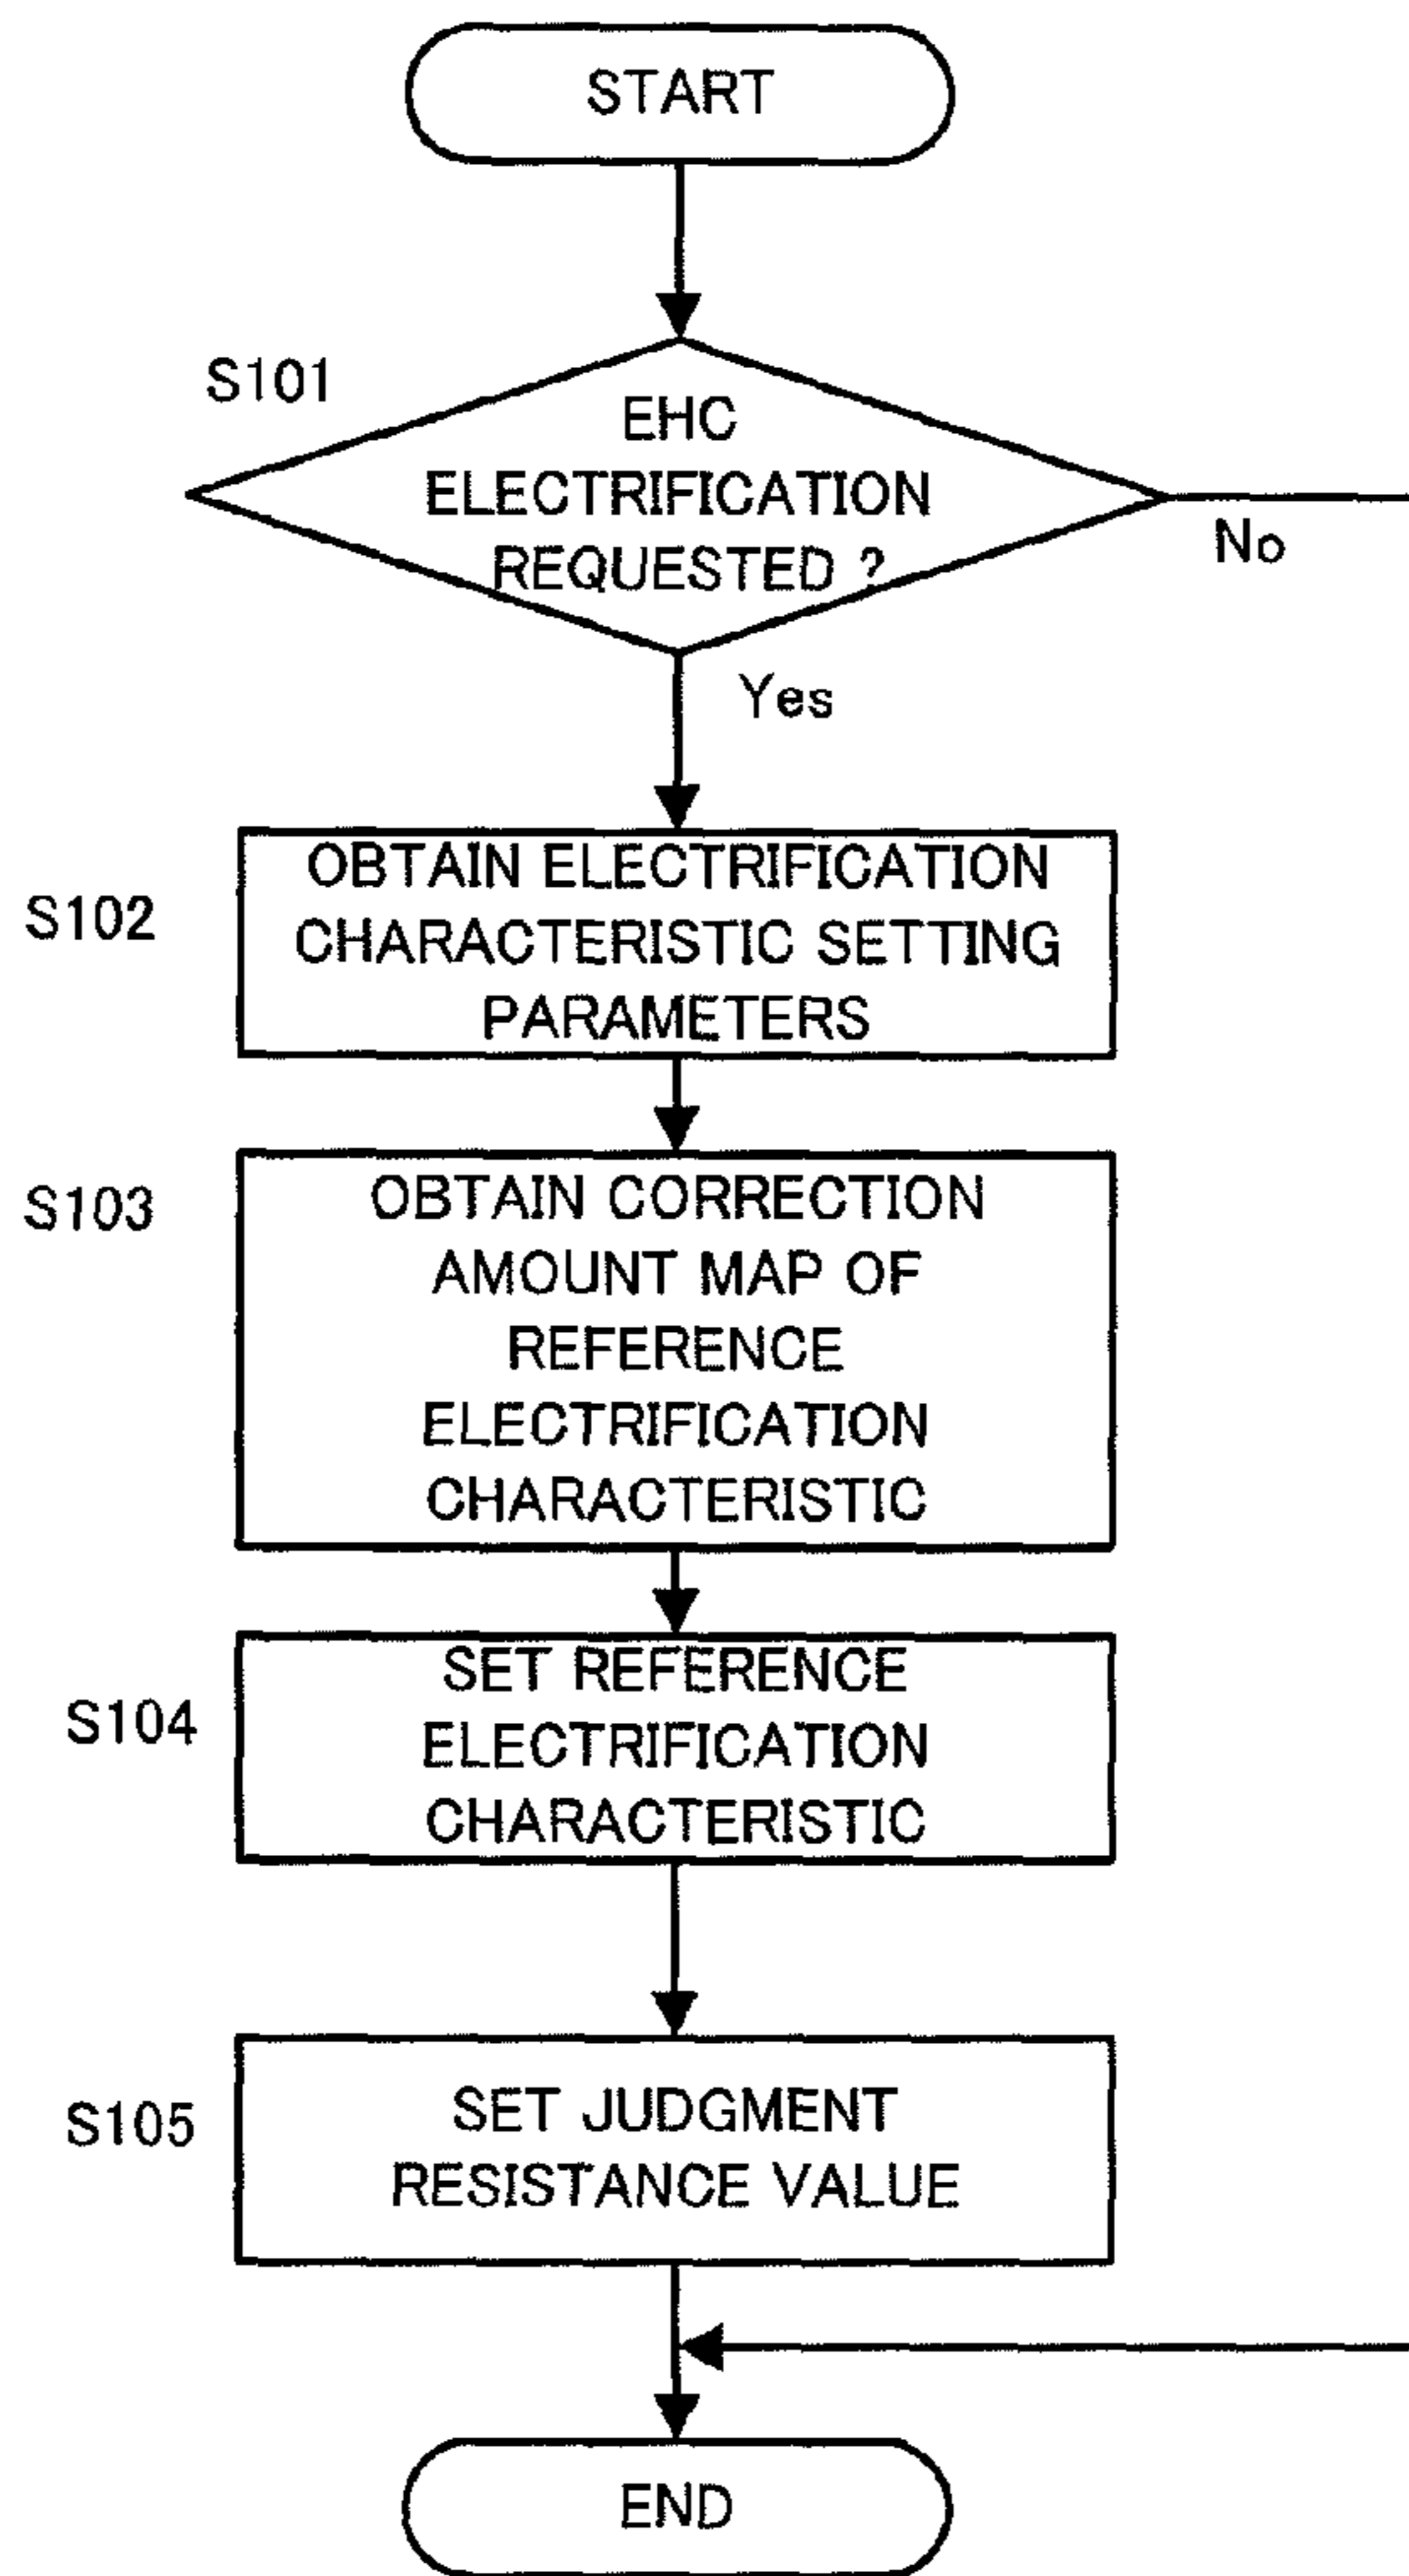 START
S101
EHC
ELECTRIFICATION
REQUESTED ?
No
Yes
S102
OBTAIN ELECTRIFICATION
CHARACTERISTIC SETTING
PARAMETERS
S103
OBTAIN CORRECTION
AMOUNT MAP OF
REFERENCE
ELECTRIFICATION
CHARACTERISTIC
S104
SET REFERENCE
ELECTRIFICATION
CHARACTERISTIC
S105
SET JUDGMENT
RESISTANCE VALUE
END